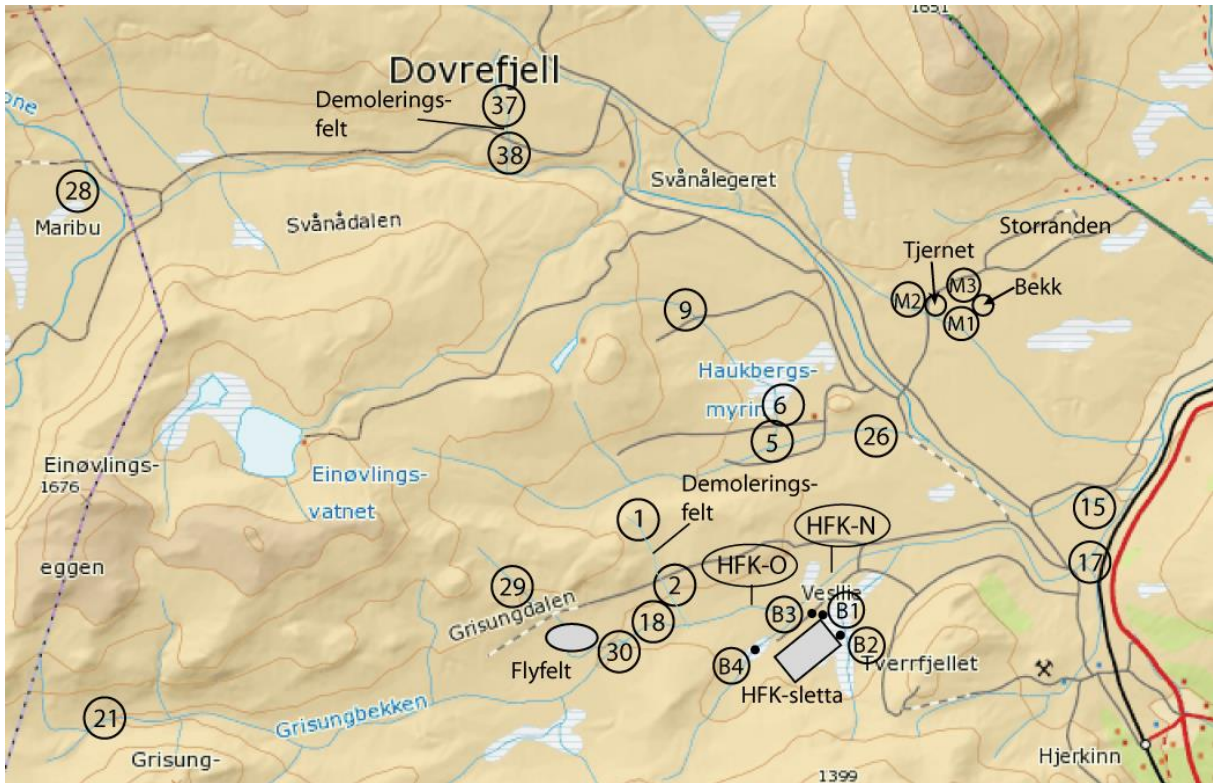 1651
Dovrefjell
one
Demolerings-
felt
37
38
28
Maribu
Svånådalen
Svånålegeret
Storranden
Tjernet
M3
Bekk
M2
M1
9
Haukbergs-
myrin
6
5
26
Einøvlings-
1676
eggen
Einøvlings-
vatnet
Demolerings-
felt
1
HFK-N
HFK-O
15
17
29
2
Grisungdalen
18
Vesllie
B3
B1
B2
B4
30
Flyfelt
HFK-sletta
Tverrfjellet
21
Grisungbekken
Grisung-
Hjerkinn
1399